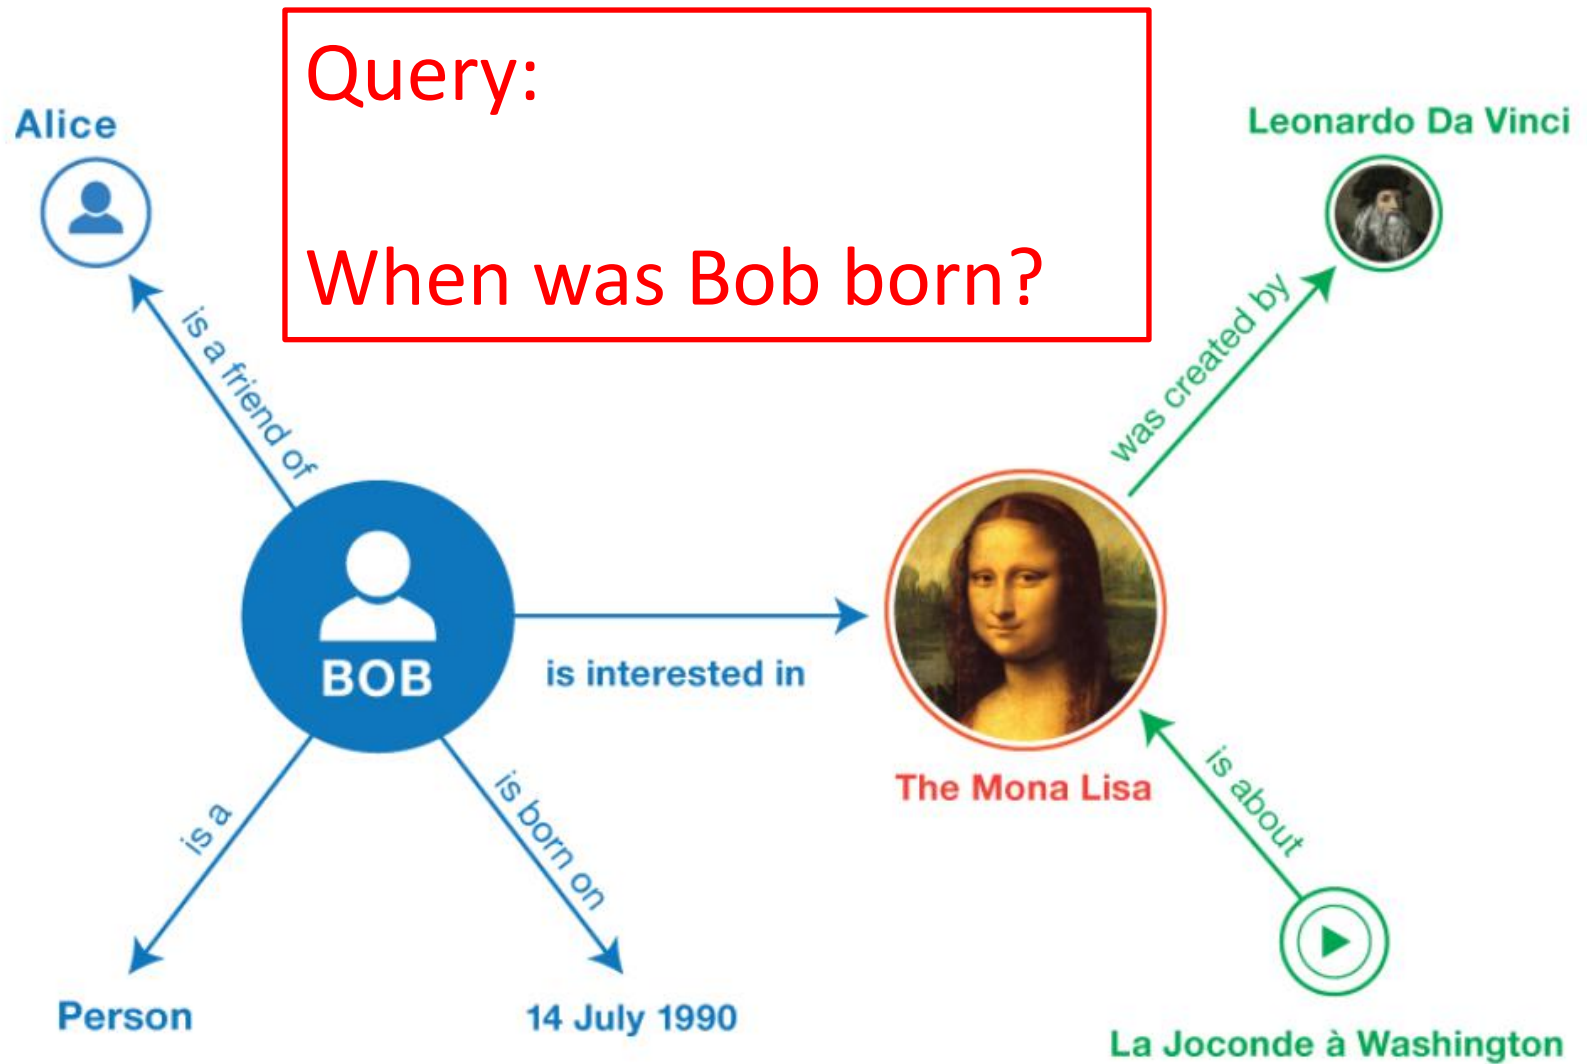 Query:
When was Bob born?
Alice
Leonardo Da Vinci
is a friend of
was created by
BOB
is interested in
The Mona Lisa
is a
is born on
is about
Person
14 July 1990
La Joconde à Washington